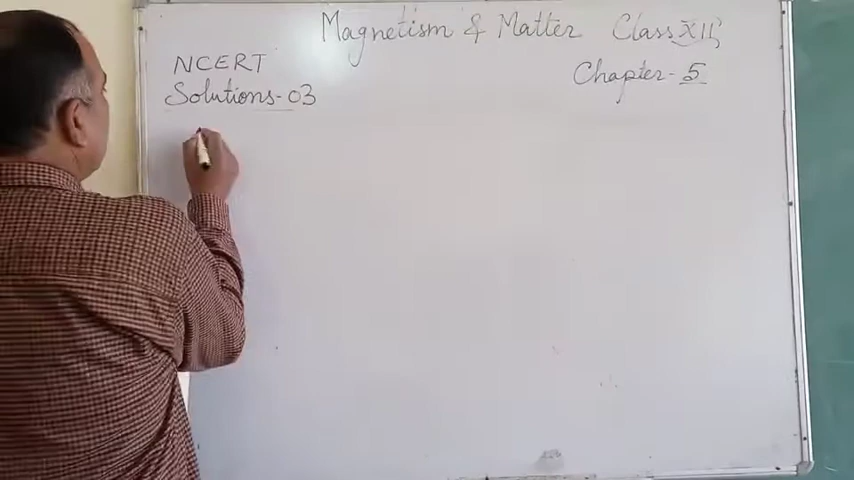 Magnetism & Matter Class XII
NCERT
Solutions-03
Chapter-5